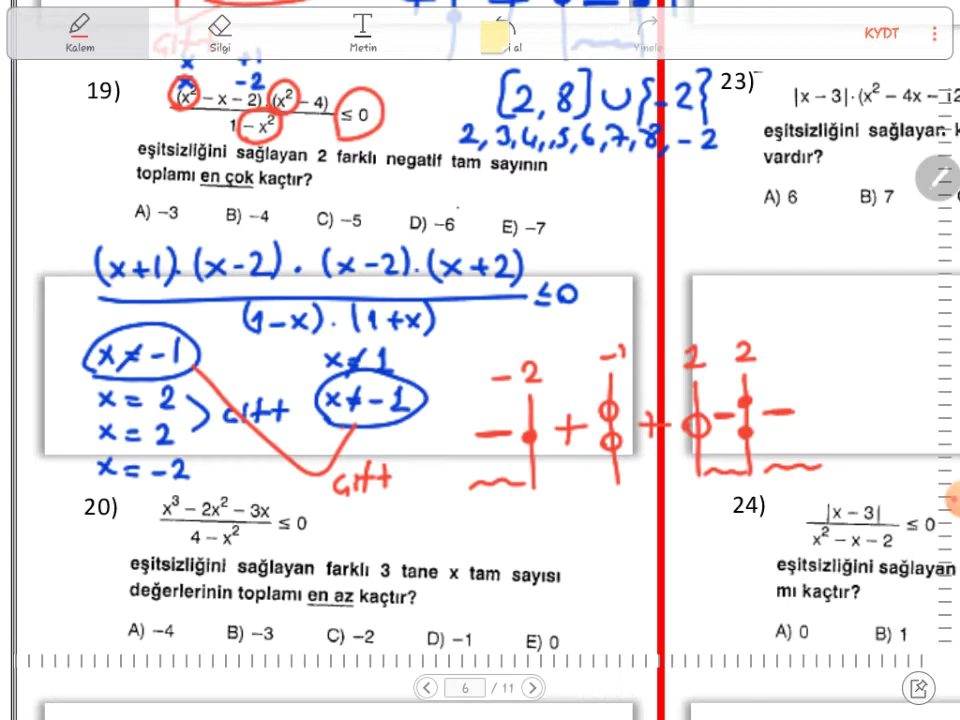 Kalem
Silgi
Metin
KYDT
çift
19)
x +1
x -2
(x² – x – 2) (x² – 4)
1 – x²
≤ 0
[2, 8] ∪ {-2}
2, 3, 4, 5, 6, 7, 8, -2
eşitsizliğini sağlayan 2 farklı negatif tam sayının
toplamı en çok kaçtır?
A) –3 B) –4 C) –5 D) –6 E) –7
(x+1).(x-2).(x-2).(x+2)
(1-x).(1+x)
≤0
x≠-1
x=2
x=2
x=-2
çift
x≠1
x≠-1
çift
-2 -1 1 2
- + + - -
20)
x³ – 2x² – 3x
4 – x²
≤ 0
eşitsizliğini sağlayan farklı 3 tane x tam sayısı
değerlerinin toplamı en az kaçtır?
A) –4 B) –3 C) –2 D) –1 E) 0
23)
|x – 3|·(x² – 4x – 12
eşitsizliğini sağlayan
vardır?
A) 6 B) 7
24)
|x – 3|
x² – x – 2
≤ 0
eşitsizliğini sağlayan
mı kaçtır?
A) 0 B) 1
6 / 11